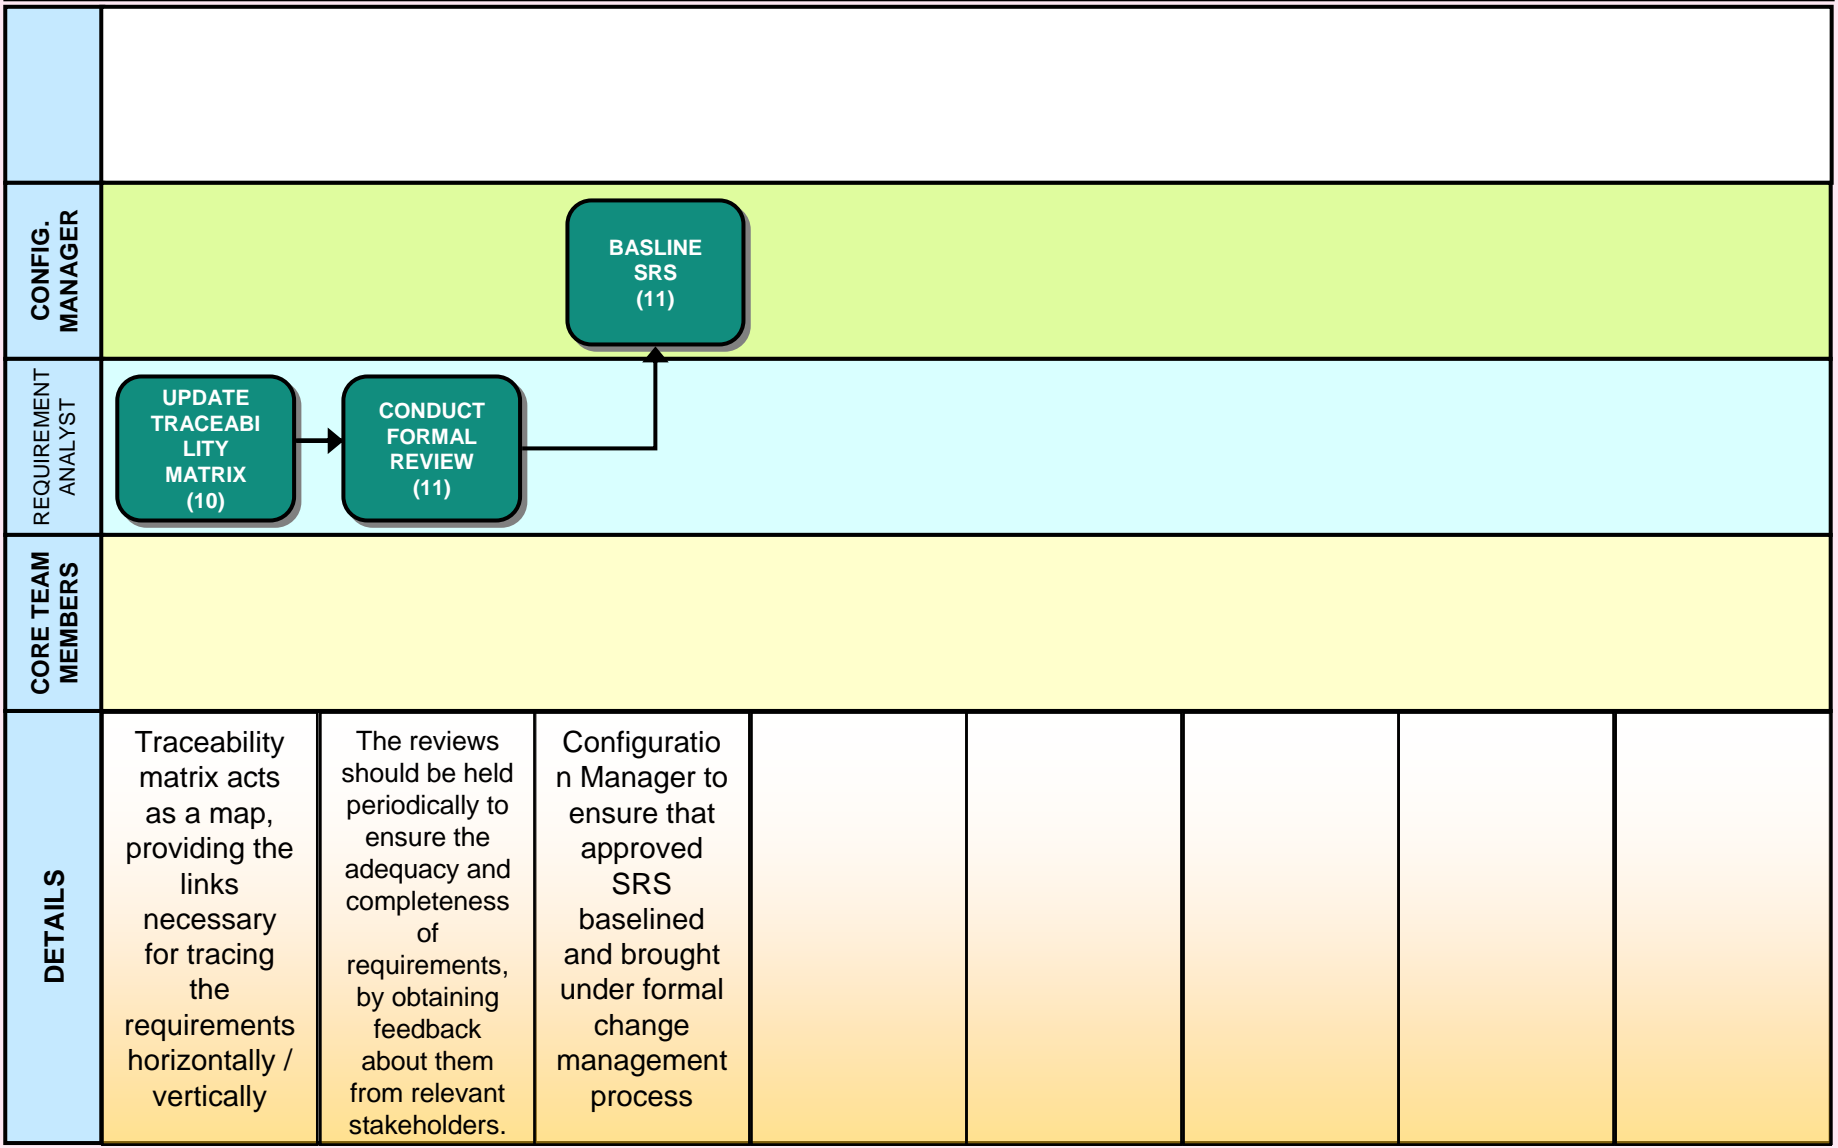 CONFIG.
MANAGER
BASLINE
SRS
(11)
REQUIREMENT
ANALYST
UPDATE
TRACEABI
LITY
MATRIX
(10)
CONDUCT
FORMAL
REVIEW
(11)
CORE TEAM
MEMBERS
DETAILS
Traceability
matrix acts
as a map,
providing the
links
necessary
for tracing
the
requirements
horizontally /
vertically
The reviews
should be held
periodically to
ensure the
adequacy and
completeness
of
requirements,
by obtaining
feedback
about them
from relevant
stakeholders.
Configuratio
n Manager to
ensure that
approved
SRS
baselined
and brought
under formal
change
management
process